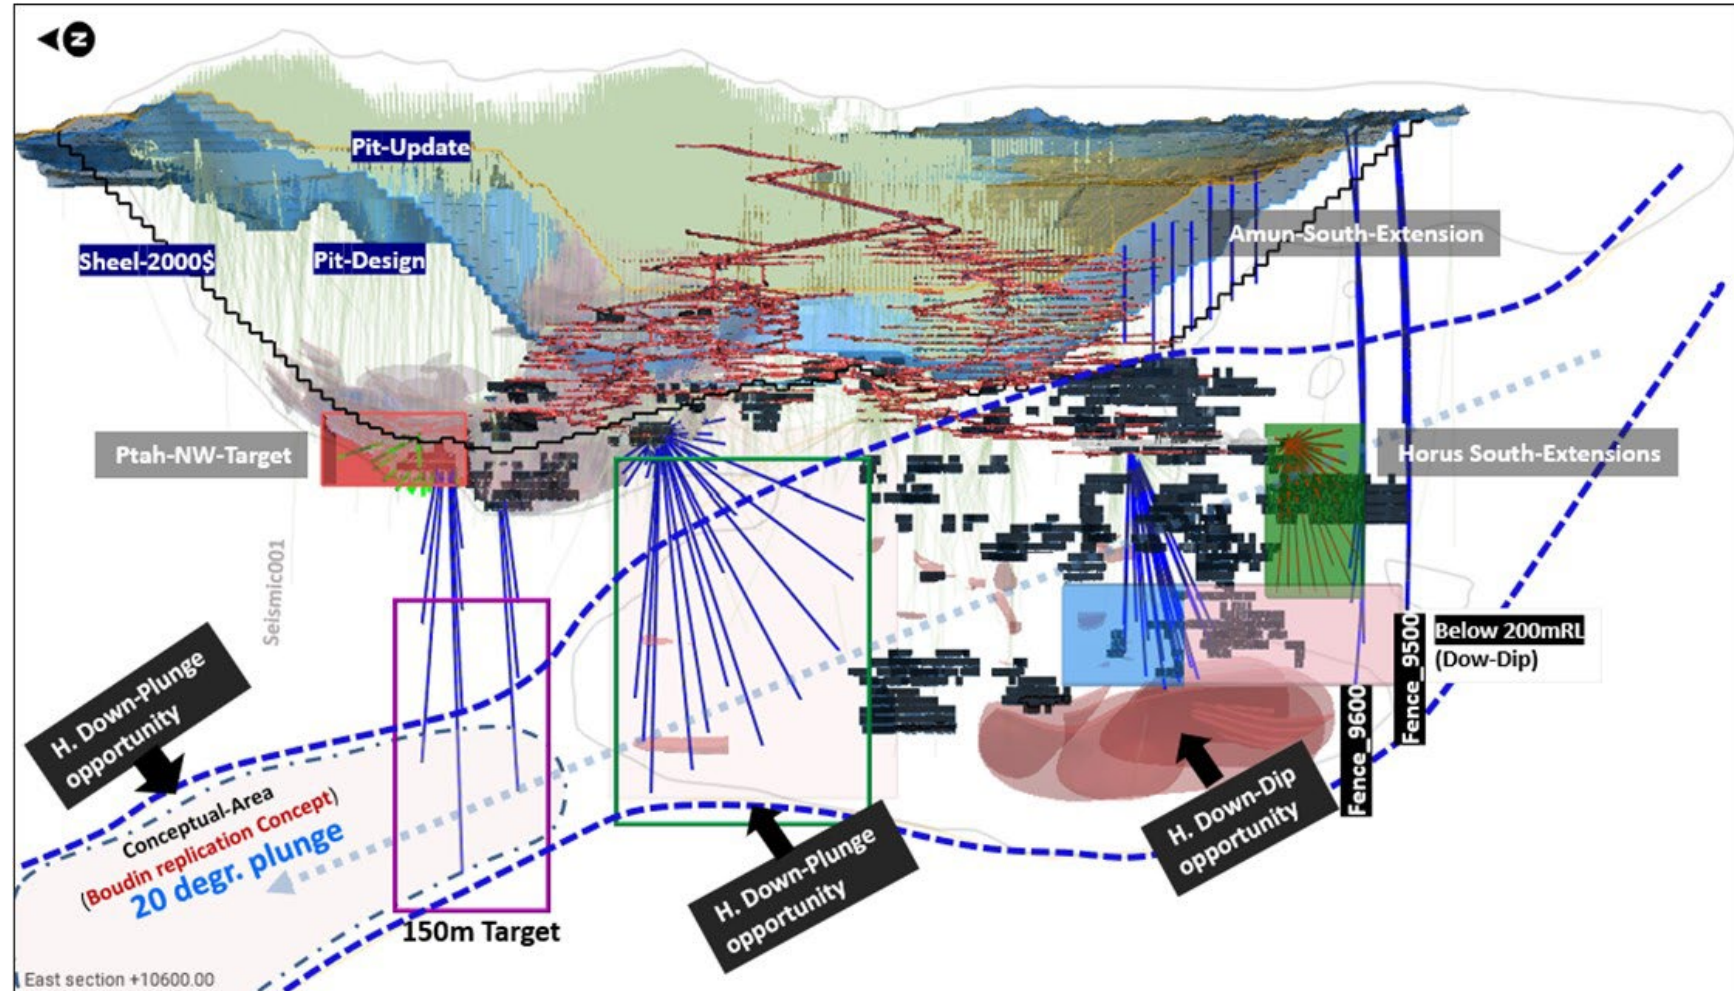 N
Pit-Update
Sheel-2000$
Pit-Design
Amun-South-Extension
Ptah-NW-Target
Horus South-Extensions
Seismic001
Below 200mRL
(Dow-Dip)
Fence_9500
Fence_9600
H. Down-Plunge
opportunity
Conceptual-Area
(Boudin replication Concept)
20 degr. plunge
150m Target
H. Down-Plunge
opportunity
H. Down-Dip
opportunity
East section +10600.00